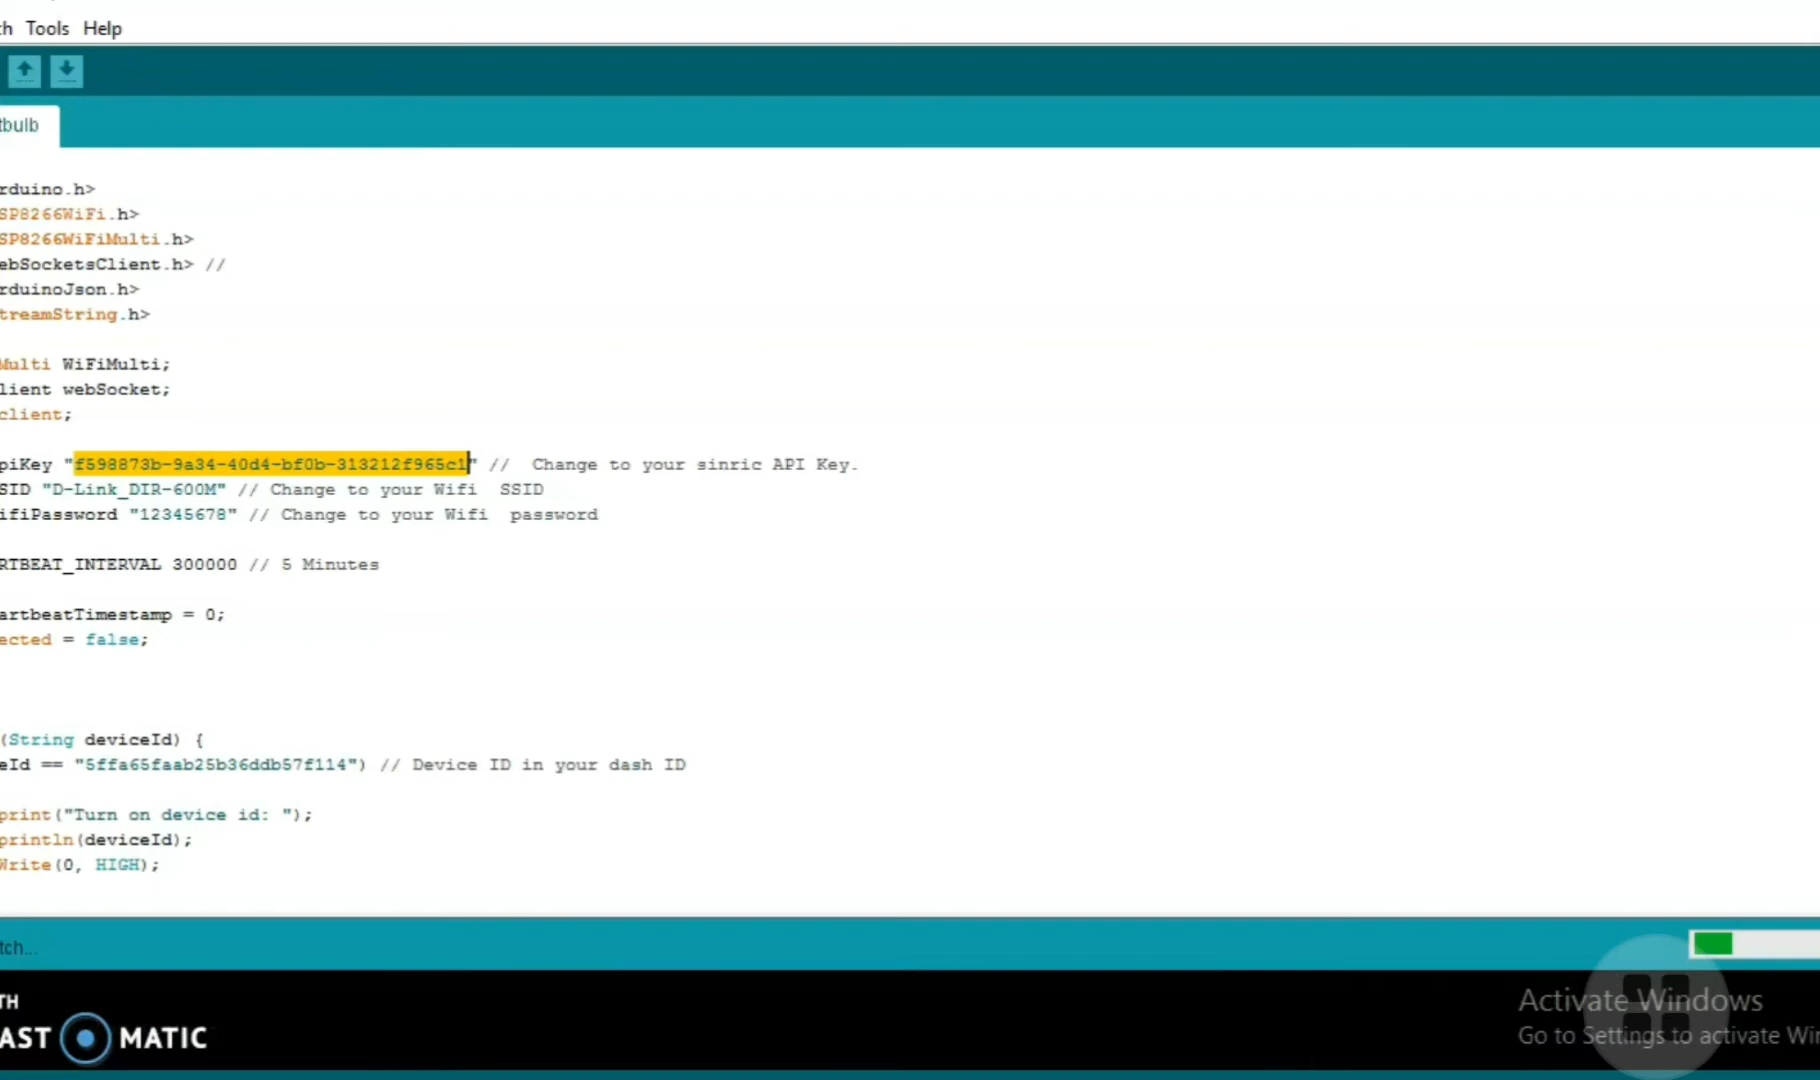 ch Tools Help
tbulb
rduino.h>
SP8266WiFi.h>
SP8266WiFiMulti.h>
ebSocketsClient.h> //
rduinoJson.h>
treamString.h>
Multi WiFiMulti;
lient webSocket;
client;
piKey "f598873b-9a34-40d4-bf0b-313212f965c1" // Change to your sinric API Key.
SID "D-Link_DIR-600M" // Change to your Wifi SSID
ifiPassword "12345678" // Change to your Wifi password
RTBEAT_INTERVAL 300000 // 5 Minutes
artbeatTimestamp = 0;
ected = false;
(String deviceId) {
eId == "5ffa65faab25b36ddb57f114") // Device ID in your dash ID
print("Turn on device id: ");
println(deviceId);
Write(0, HIGH);
tch...
TH
AST MATIC
Activate Windows
Go to Settings to activate Wi